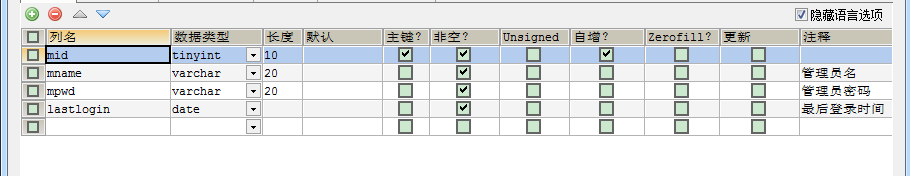 隐藏语言选项
列名 数据类型 长度 默认 主键? 非空? Unsigned 自增? Zerofill? 更新 注释
mid tinyint 10
mname varchar 20 管理员名
mpwd varchar 20 管理员密码
lastlogin date 最后登录时间